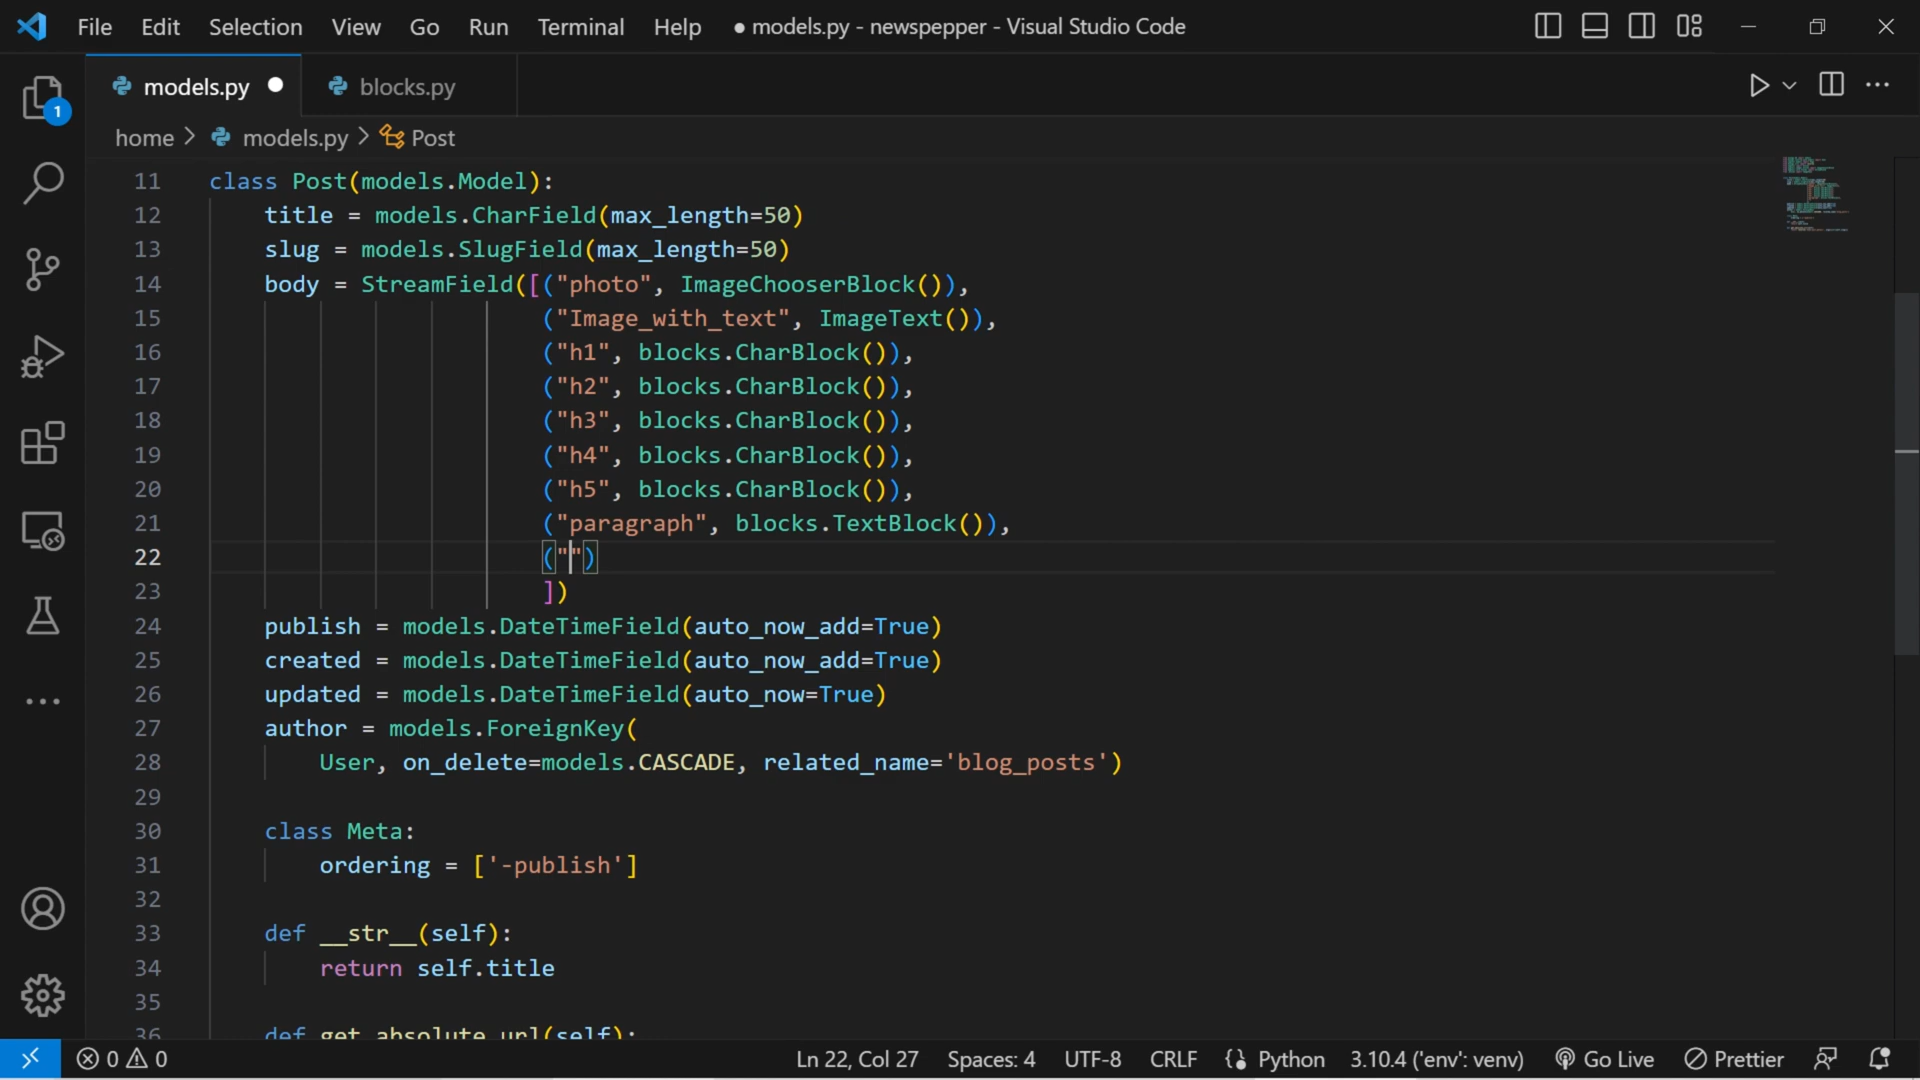 File Edit Selection View Go Run Terminal Help ● models.py - newspepper - Visual Studio Code
models.py ● blocks.py
home > models.py > Post
1
11 class Post(models.Model):
12 title = models.CharField(max_length=50)
13 slug = models.SlugField(max_length=50)
14 body = StreamField([("photo", ImageChooserBlock()),
15 ("Image_with_text", ImageText()),
16 ("h1", blocks.CharBlock()),
17 ("h2", blocks.CharBlock()),
18 ("h3", blocks.CharBlock()),
19 ("h4", blocks.CharBlock()),
20 ("h5", blocks.CharBlock()),
21 ("paragraph", blocks.TextBlock()),
22 ("")
23 ])
24 publish = models.DateTimeField(auto_now_add=True)
25 created = models.DateTimeField(auto_now_add=True)
26 updated = models.DateTimeField(auto_now=True)
27 author = models.ForeignKey(
28 User, on_delete=models.CASCADE, related_name='blog_posts')
29
30 class Meta:
31 ordering = ['-publish']
32
33 def __str__(self):
34 return self.title
35
36 def get_absolute_url(self):
0 0 Ln 22, Col 27 Spaces: 4 UTF-8 CRLF Python 3.10.4 ('env': venv) Go Live Prettier